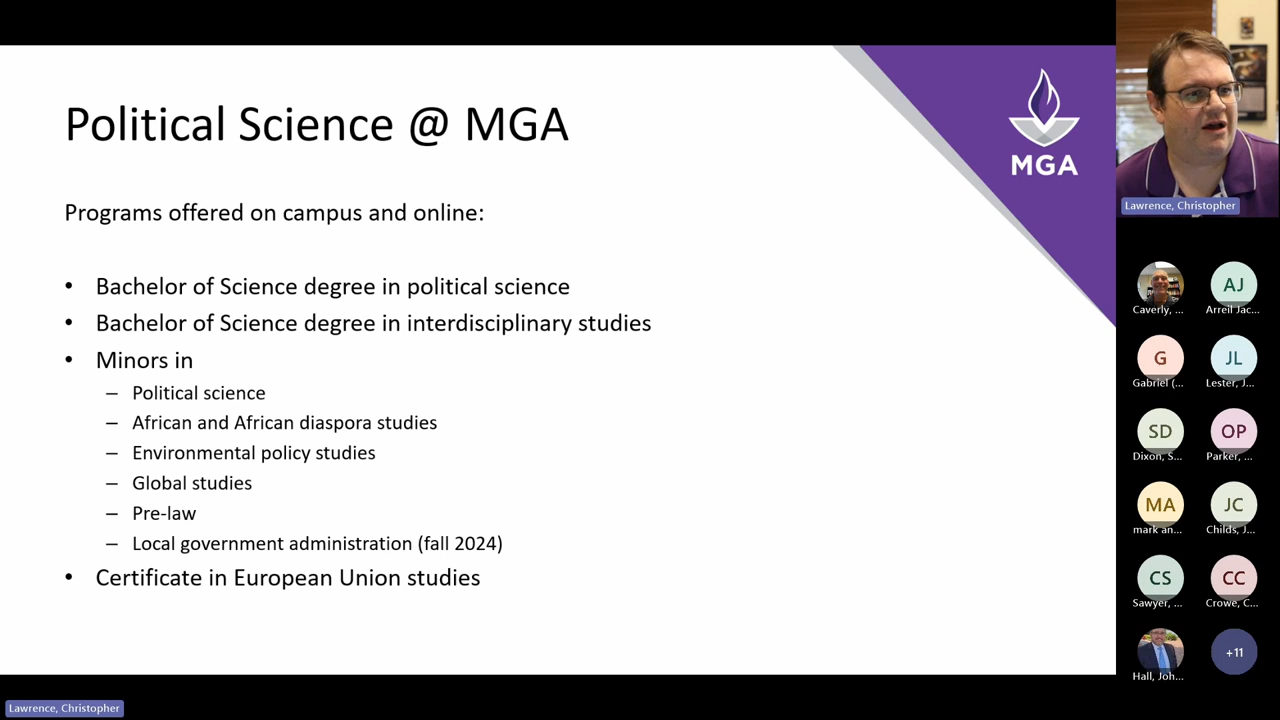 Political Science @ MGA
MGA
Programs offered on campus and online:
• Bachelor of Science degree in political science
• Bachelor of Science degree in interdisciplinary studies
• Minors in
– Political science
– African and African diaspora studies
– Environmental policy studies
– Global studies
– Pre-law
– Local government administration (fall 2024)
• Certificate in European Union studies
Lawrence, Christopher
Caverly, ...
AJ
Arreil Jac...
G
Gabriel (...
JL
Lester, J...
SD
Dixon, S...
OP
Parker, ...
MA
mark an...
JC
Childs, J...
CS
Sawyer, ...
CC
Crowe, C...
Hall, Joh...
+11
Lawrence, Christopher